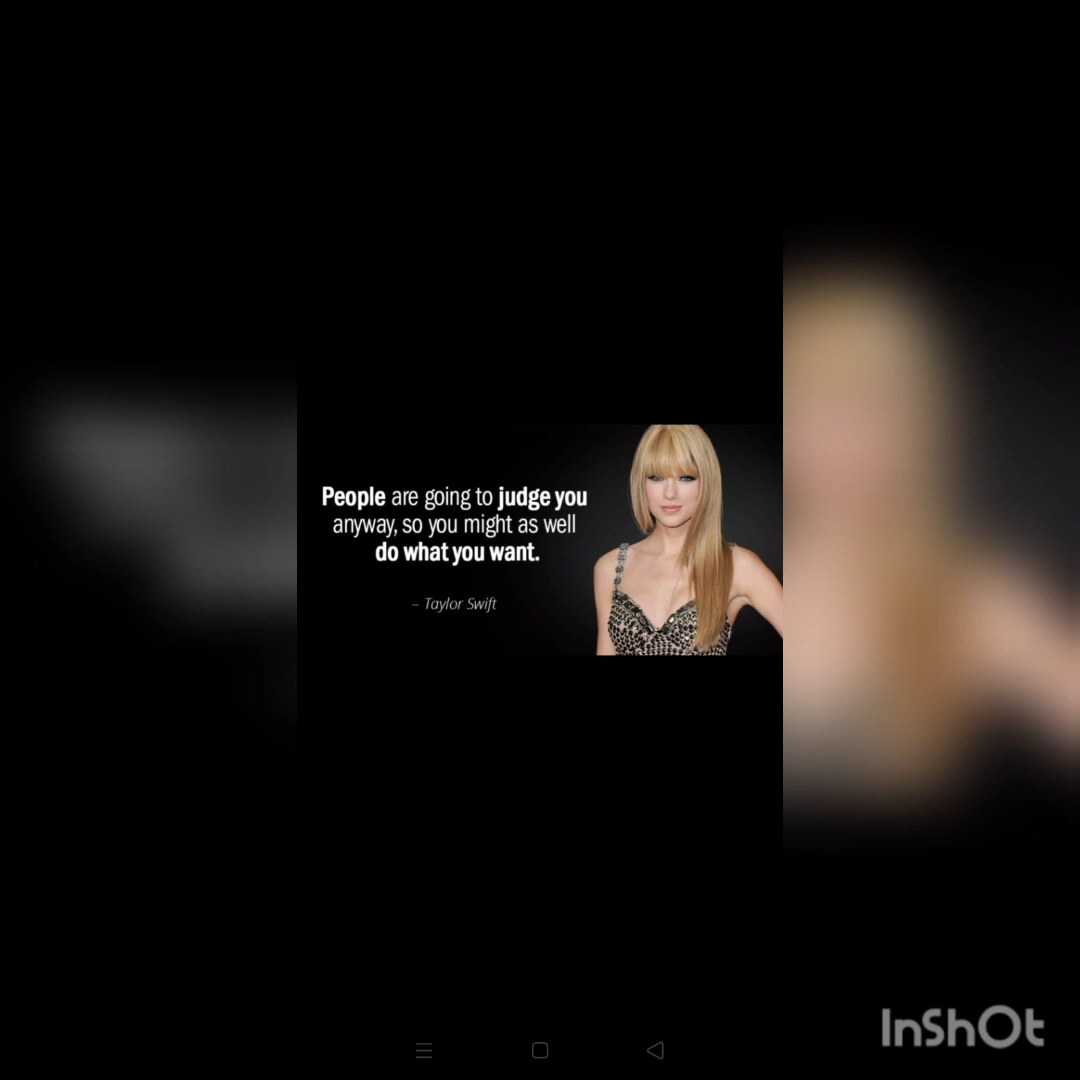 People are going to judge you
anyway, so you might as well
do what you want.
– Taylor Swift
InShOt